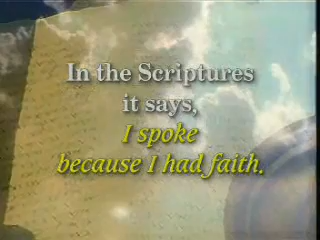 In the Scriptures
it says,
I spoke
because I had faith.